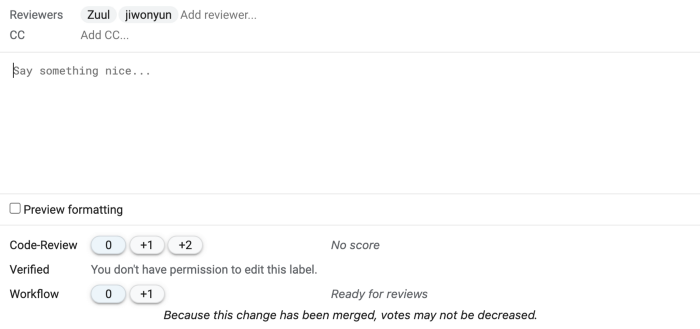 Reviewers Zuul jiwonyun Add reviewer...
CC Add CC...
Say something nice...
Preview formatting
Code-Review 0 +1 +2 No score
Verified You don't have permission to edit this label.
Workflow 0 +1 Ready for reviews
Because this change has been merged, votes may not be decreased.